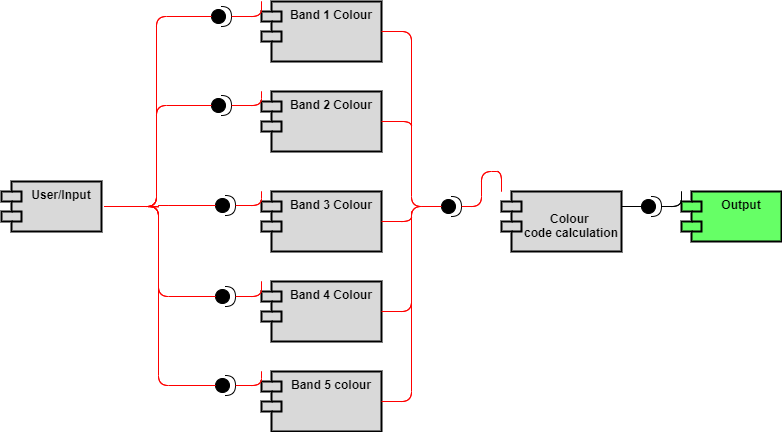 Band 1 Colour
Band 2 Colour
User/Input
Band 3 Colour
Colour
code calculation
Output
Band 4 Colour
Band 5 colour